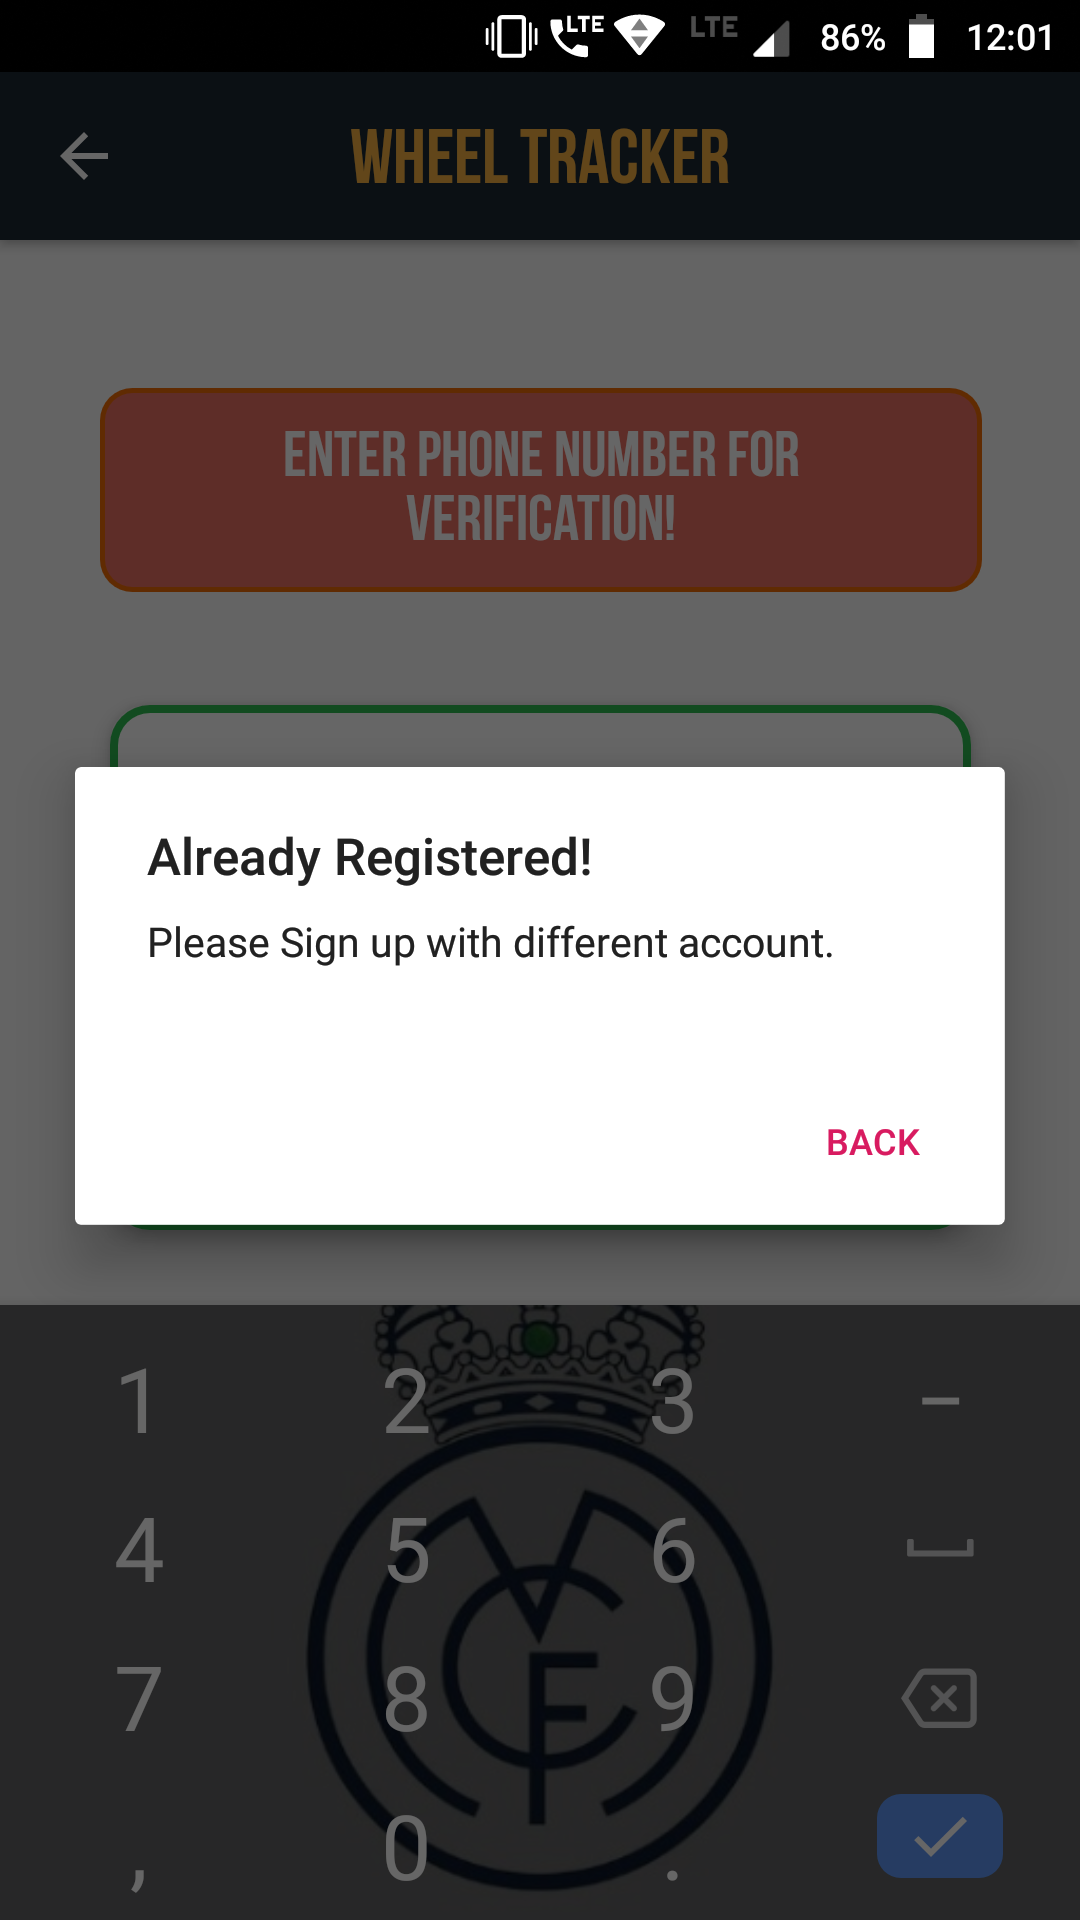 LTE LTE 86% 12:01
WHEEL TRACKER
ENTER PHONE NUMBER FOR
VERIFICATION!
Already Registered!
Please Sign up with different account.
BACK
1 2 3 –
4 5 6
7 8 9
, 0 .